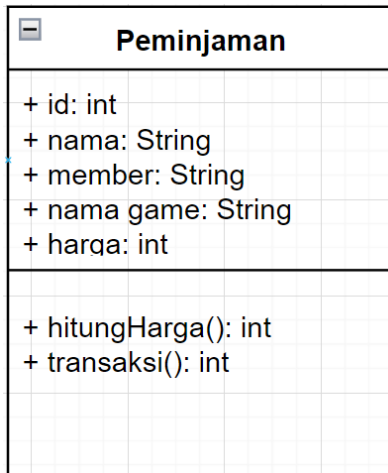 Peminjaman
+ id: int
+ nama: String
+ member: String
+ nama game: String
+ harga: int
+ hitungHarga(): int
+ transaksi(): int